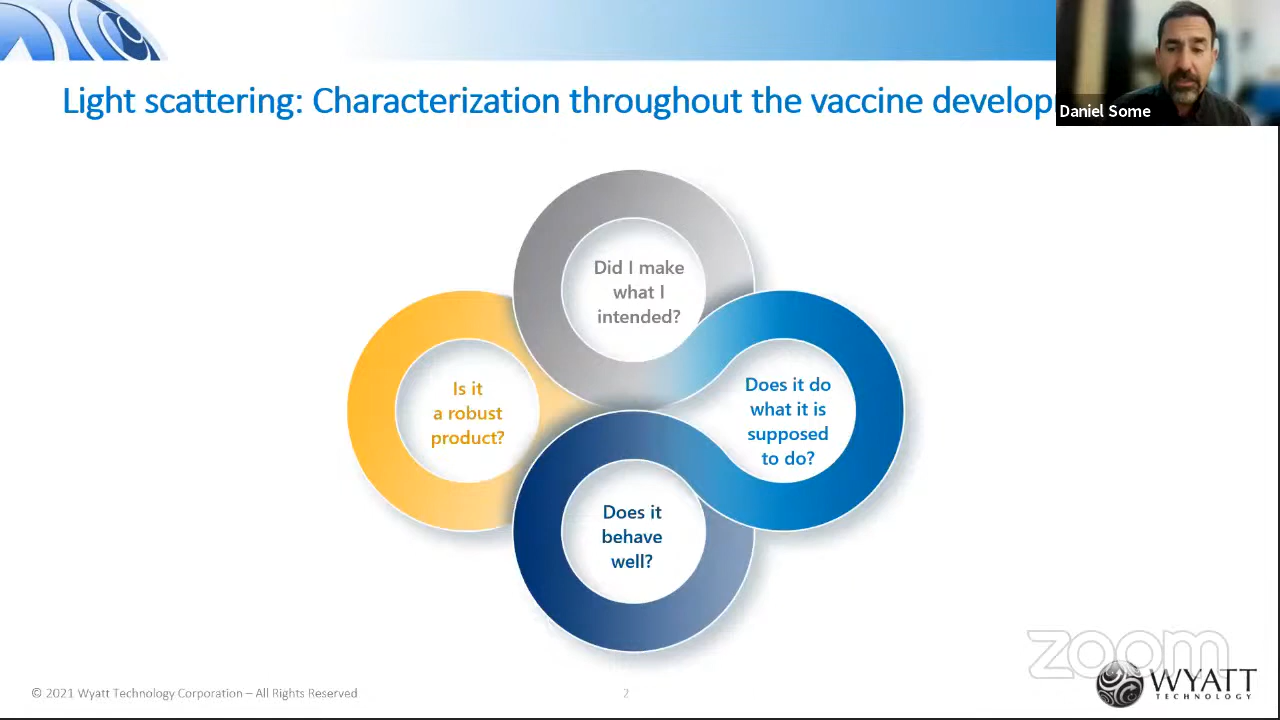 Light scattering: Characterization throughout the vaccine develop
Daniel Some
Did I make
what I
intended?
Is it
a robust
product?
Does it do
what it is
supposed
to do?
Does it
behave
well?
zoom
© 2021 Wyatt Technology Corporation – All Rights Reserved
2
WYATT
TECHNOLOGY